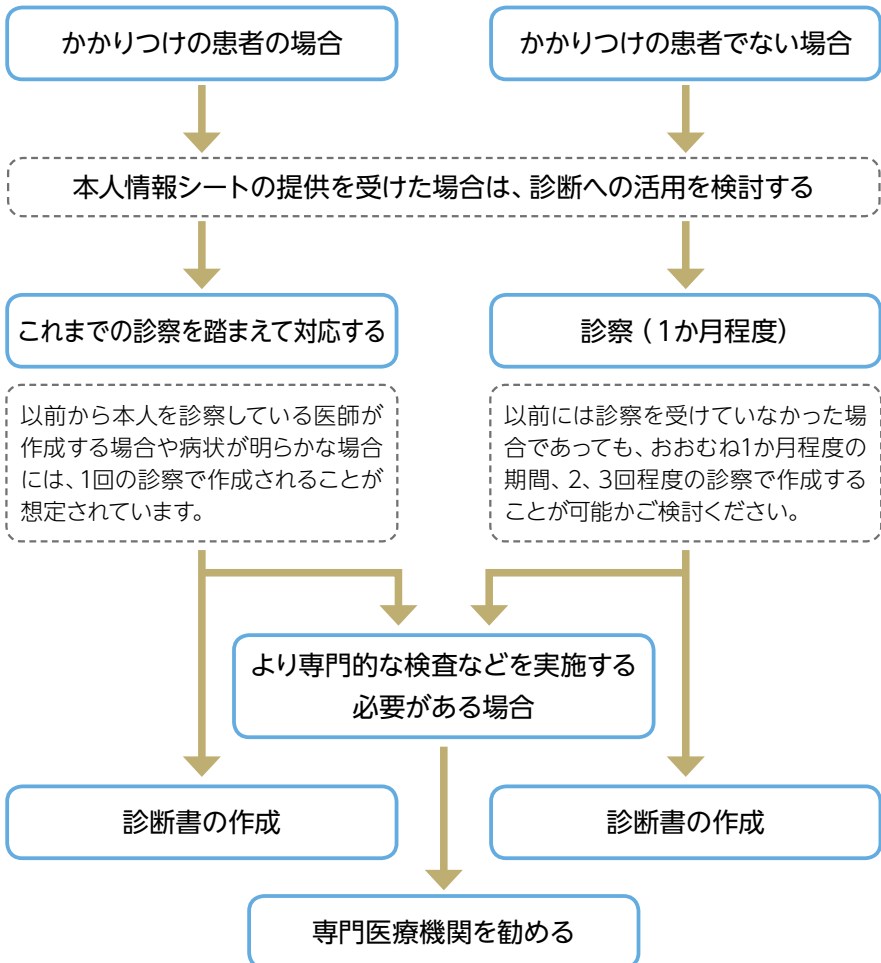 かかりつけの患者の場合
かかりつけの患者でない場合
本人情報シートの提供を受けた場合は、診断への活用を検討する
これまでの診察を踏まえて対応する
診察（1か月程度）
以前から本人を診察している医師が
作成する場合や病状が明らかな場合
には、1回の診察で作成されることが
想定されています。
以前には診察を受けていなかった場
合であっても、おおむね1か月程度の
期間、2、3回程度の診察で作成する
ことが可能かご検討ください。
より専門的な検査などを実施する
必要がある場合
診断書の作成
診断書の作成
専門医療機関を勧める